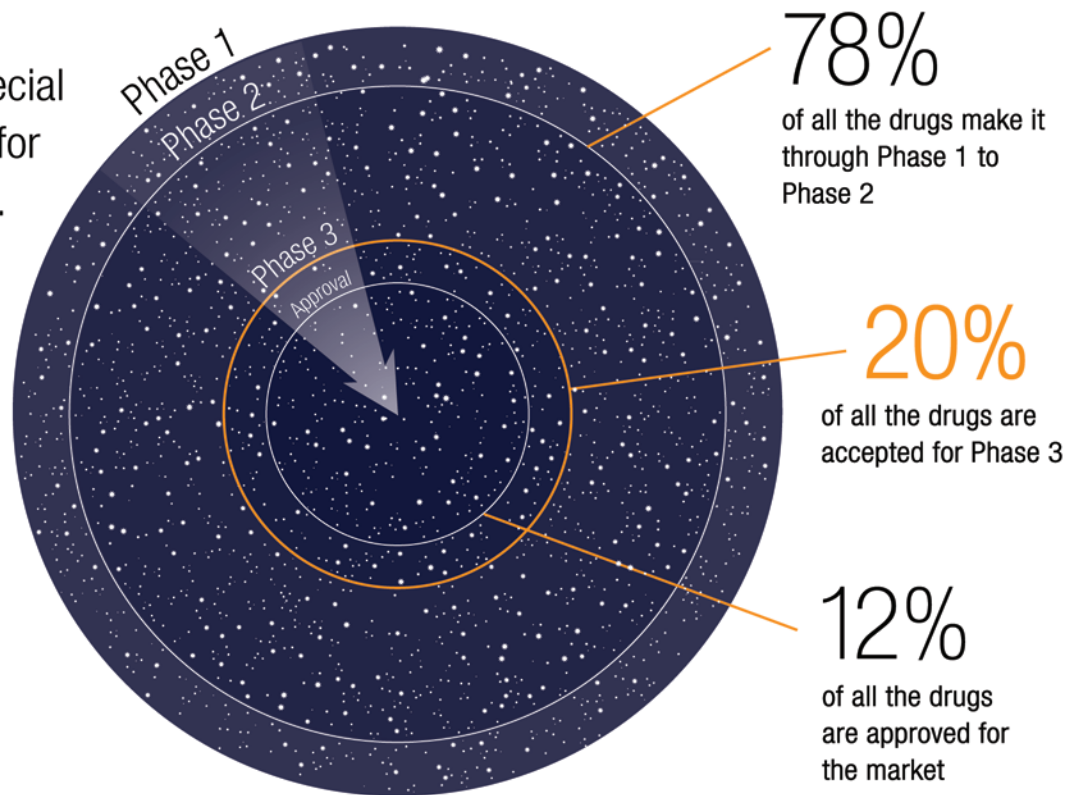 for
.
Phase 1
Phase 2
Phase 3
Approval
78%
of all the drugs make it
through Phase 1 to
Phase 2
20%
of all the drugs are
accepted for Phase 3
12%
of all the drugs
are approved for
the market